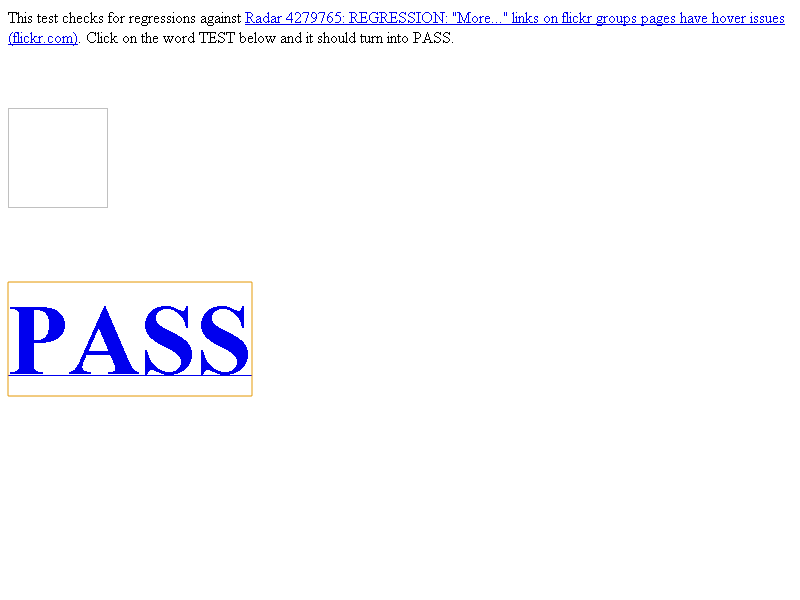 This test checks for regressions against Radar 4279765: REGRESSION: "More..." links on flickr groups pages have hover issues
(flickr.com). Click on the word TEST below and it should turn into PASS.
PASS